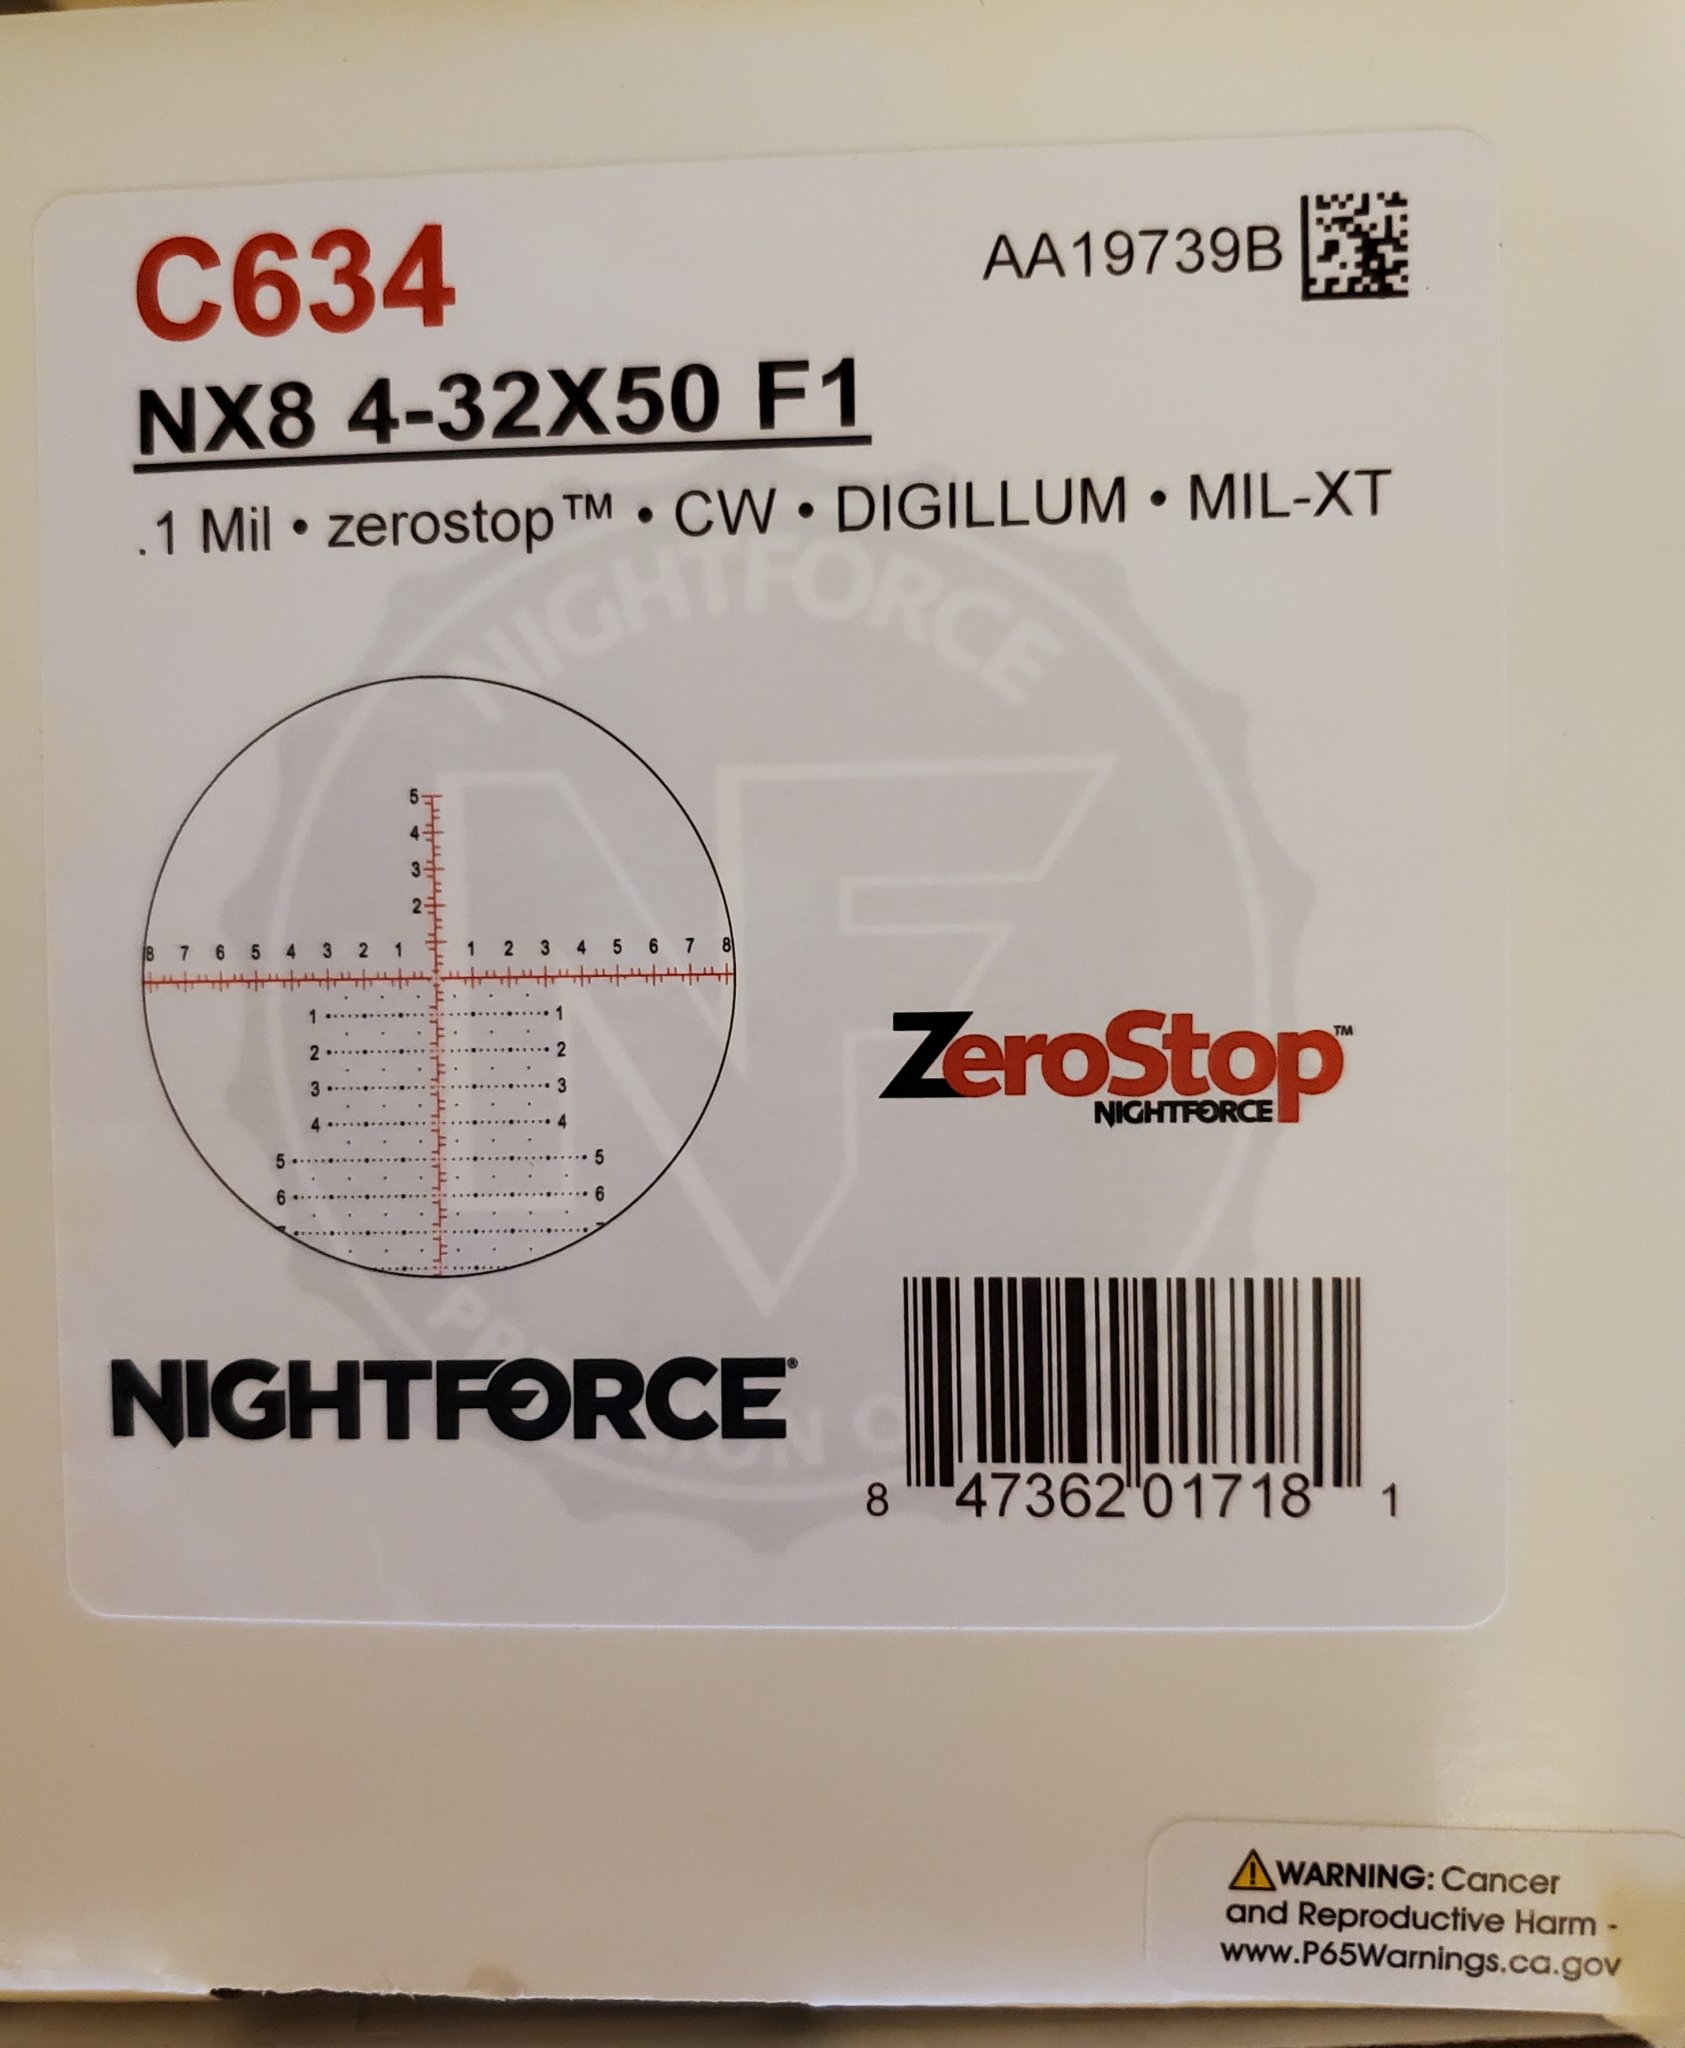 C634
AA19739B
NX8 4-32X50 F1
.1 Mil • zerostop™ • CW • DIGILLUM • MIL-XT
NIGHTFORCE
5
4
3
2
8 7 6 5 4 3 2 1 1 2 3 4 5 6 7 8
1 1
2 2
3 3
4 4
5 5
6 6
ZeroStop™
NIGHTFORCE
NIGHTFORCE®
8 47362 01718 1
⚠WARNING: Cancer
and Reproductive Harm -
www.P65Warnings.ca.gov